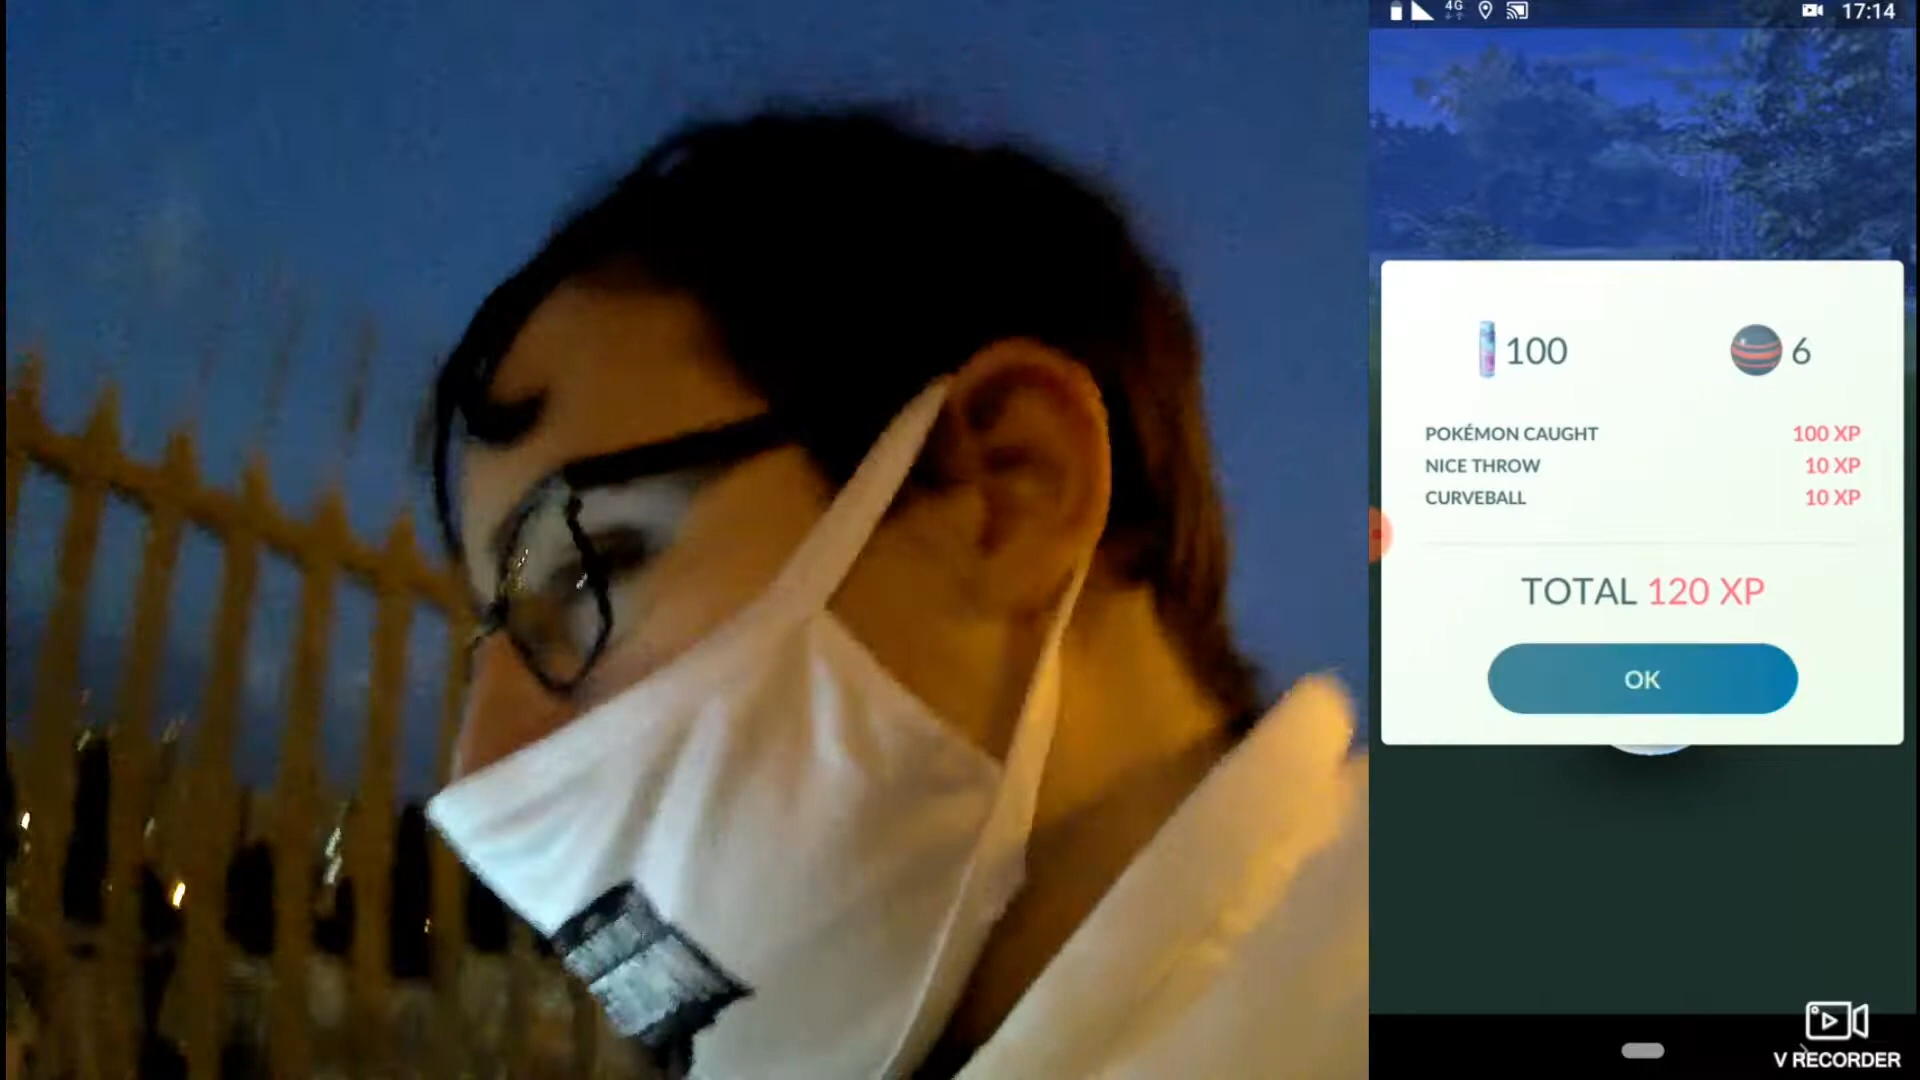 4G
17:14
100
6
POKÉMON CAUGHT 100 XP
NICE THROW 10 XP
CURVEBALL 10 XP
TOTAL 120 XP
OK
V RECORDER